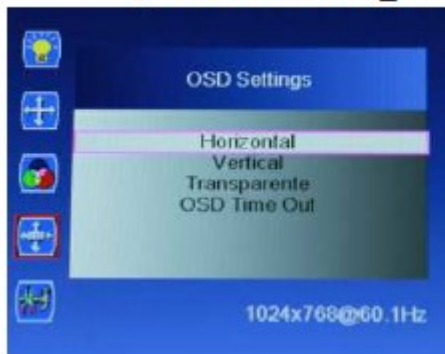 OSD Settings
Horizontal
Vertical
Transparente
OSD Time Out
1024x768@60.1Hz